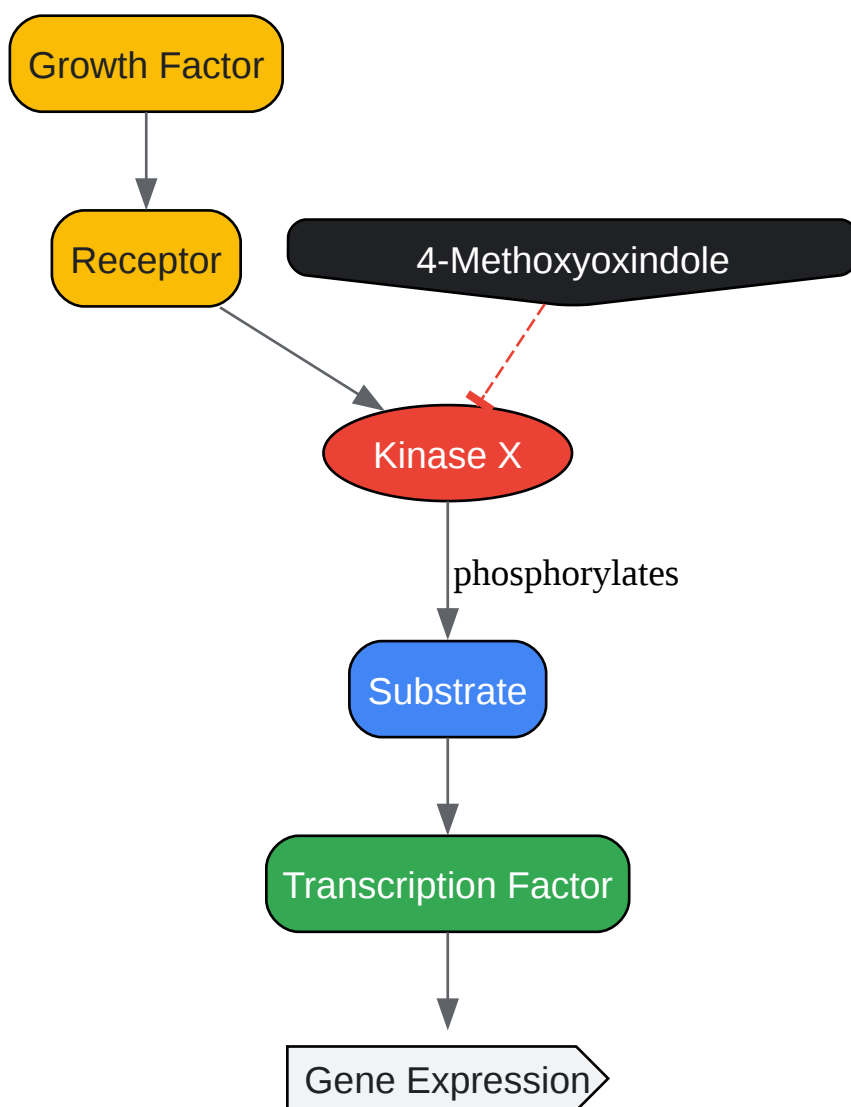 Growth Factor
Receptor
4-Methoxyoxindole
Kinase X
phosphorylates
Substrate
Transcription Factor
Gene Expression